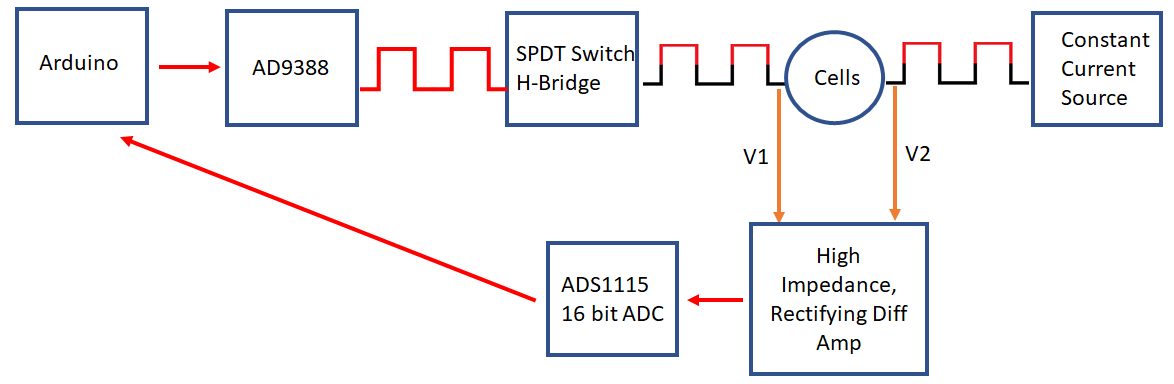 Arduino
AD9388
SPDT Switch
H-Bridge
Cells
Constant
Current
Source
V1
V2
High
Impedance,
Rectifying Diff
Amp
ADS1115
16 bit ADC